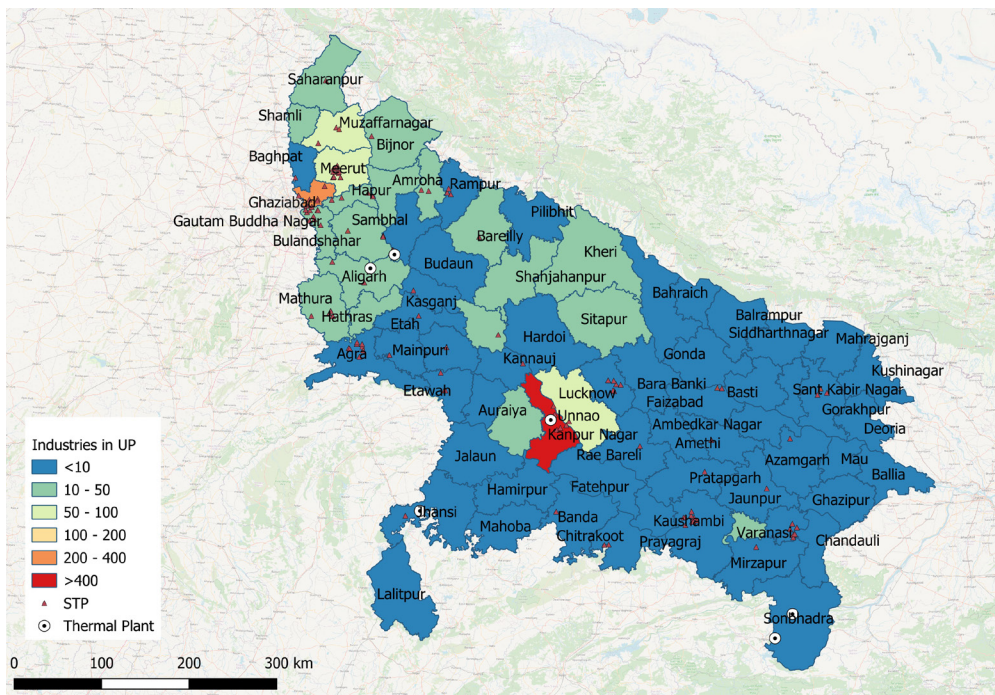 Saharanpur
Shamli
Muzaffarnagar
Bijnor
Baghpat
Meerut
Amroha
Rampur
Hapur
Ghaziabad
Pilibhit
Gautam Buddha Nagar
Sambhal
Bareilly
Bulandshahar
Kheri
Budaun
Aligarh
Shahjahanpur
Mathura
Kasganj
Bahraich
Hathras
Sitapur
Balrampur
Etah
Siddharthnagar
Hardoi
Mahrajganj
Agra
Mainpuri
Kannauj
Gonda
Kushinagar
Etawah
Lucknow
Bara Banki
Basti
Sant Kabir Nagar
Faizabad
Auraiya
Unnao
Gorakhpur
Ambedkar Nagar
Deoria
Kanpur Nagar
Amethi
Jalaun
Rae Bareli
Azamgarh
Mau
Ballia
Hamirpur
Fatehpur
Pratapgarh
Jaunpur
Ghazipur
Jhansi
Mahoba
Banda
Kaushambi
Chitrakoot
Prayagraj
Varanasi
Chandauli
Mirzapur
Lalitpur
Sonbhadra
Industries in UP
<10
10 - 50
50 - 100
100 - 200
200 - 400
>400
STP
Thermal Plant
0 100 200 300 km